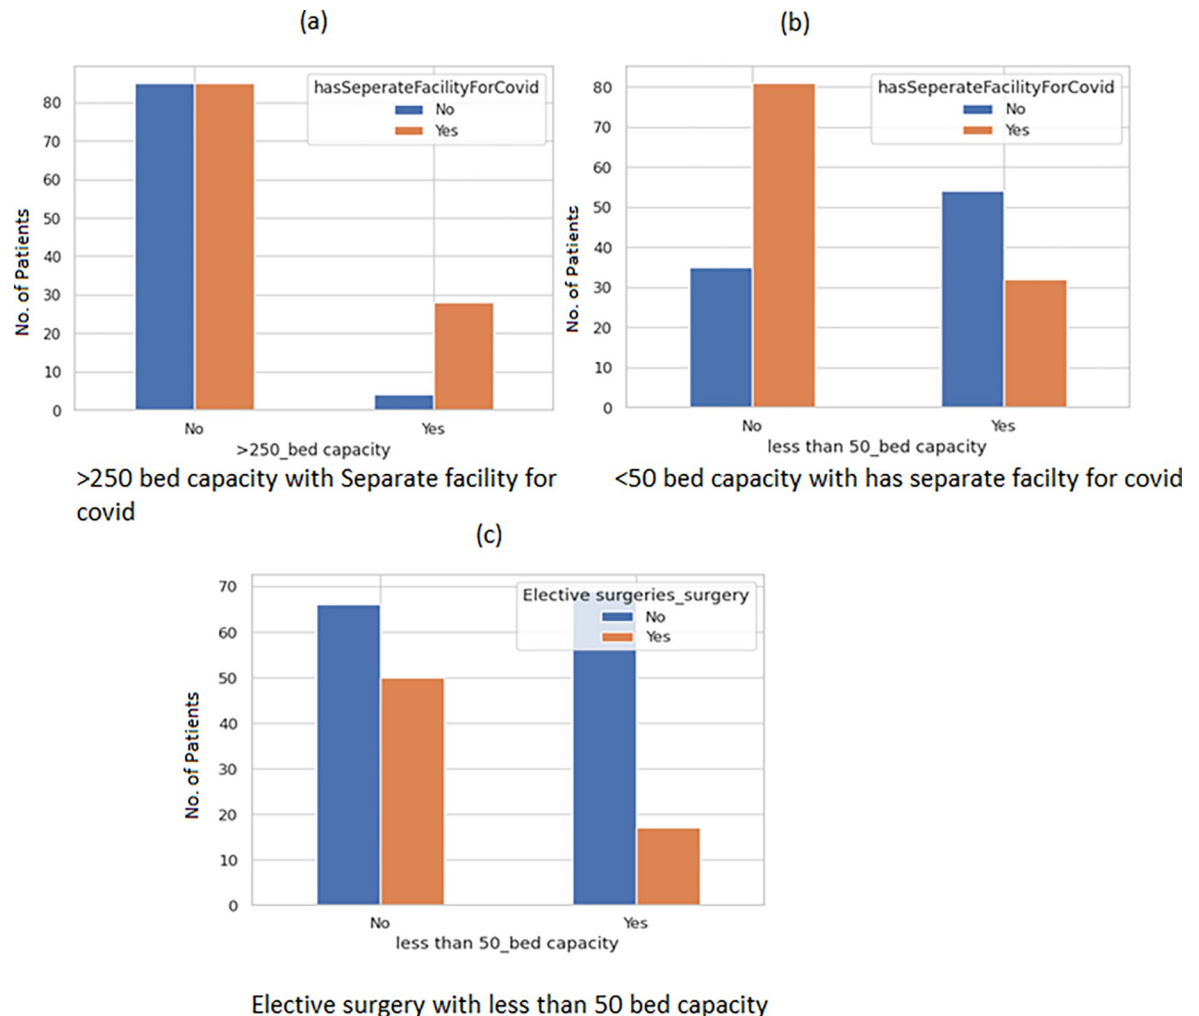 (a)
hasSeperateFacilityForCovid
No
Yes
80
70
60
50
40
30
20
10
0
No. of Patients
No Yes
>250_bed capacity
>250 bed capacity with Separate facility for
covid
(b)
hasSeperateFacilityForCovid
No
Yes
80
70
60
50
40
30
20
10
0
No. of Patients
No Yes
less than 50_bed capacity
<50 bed capacity with has separate facilty for covid
(c)
Elective surgeries_surgery
No
Yes
70
60
50
40
30
20
10
0
No. of Patients
No Yes
less than 50_bed capacity
Elective surgery with less than 50 bed capacity